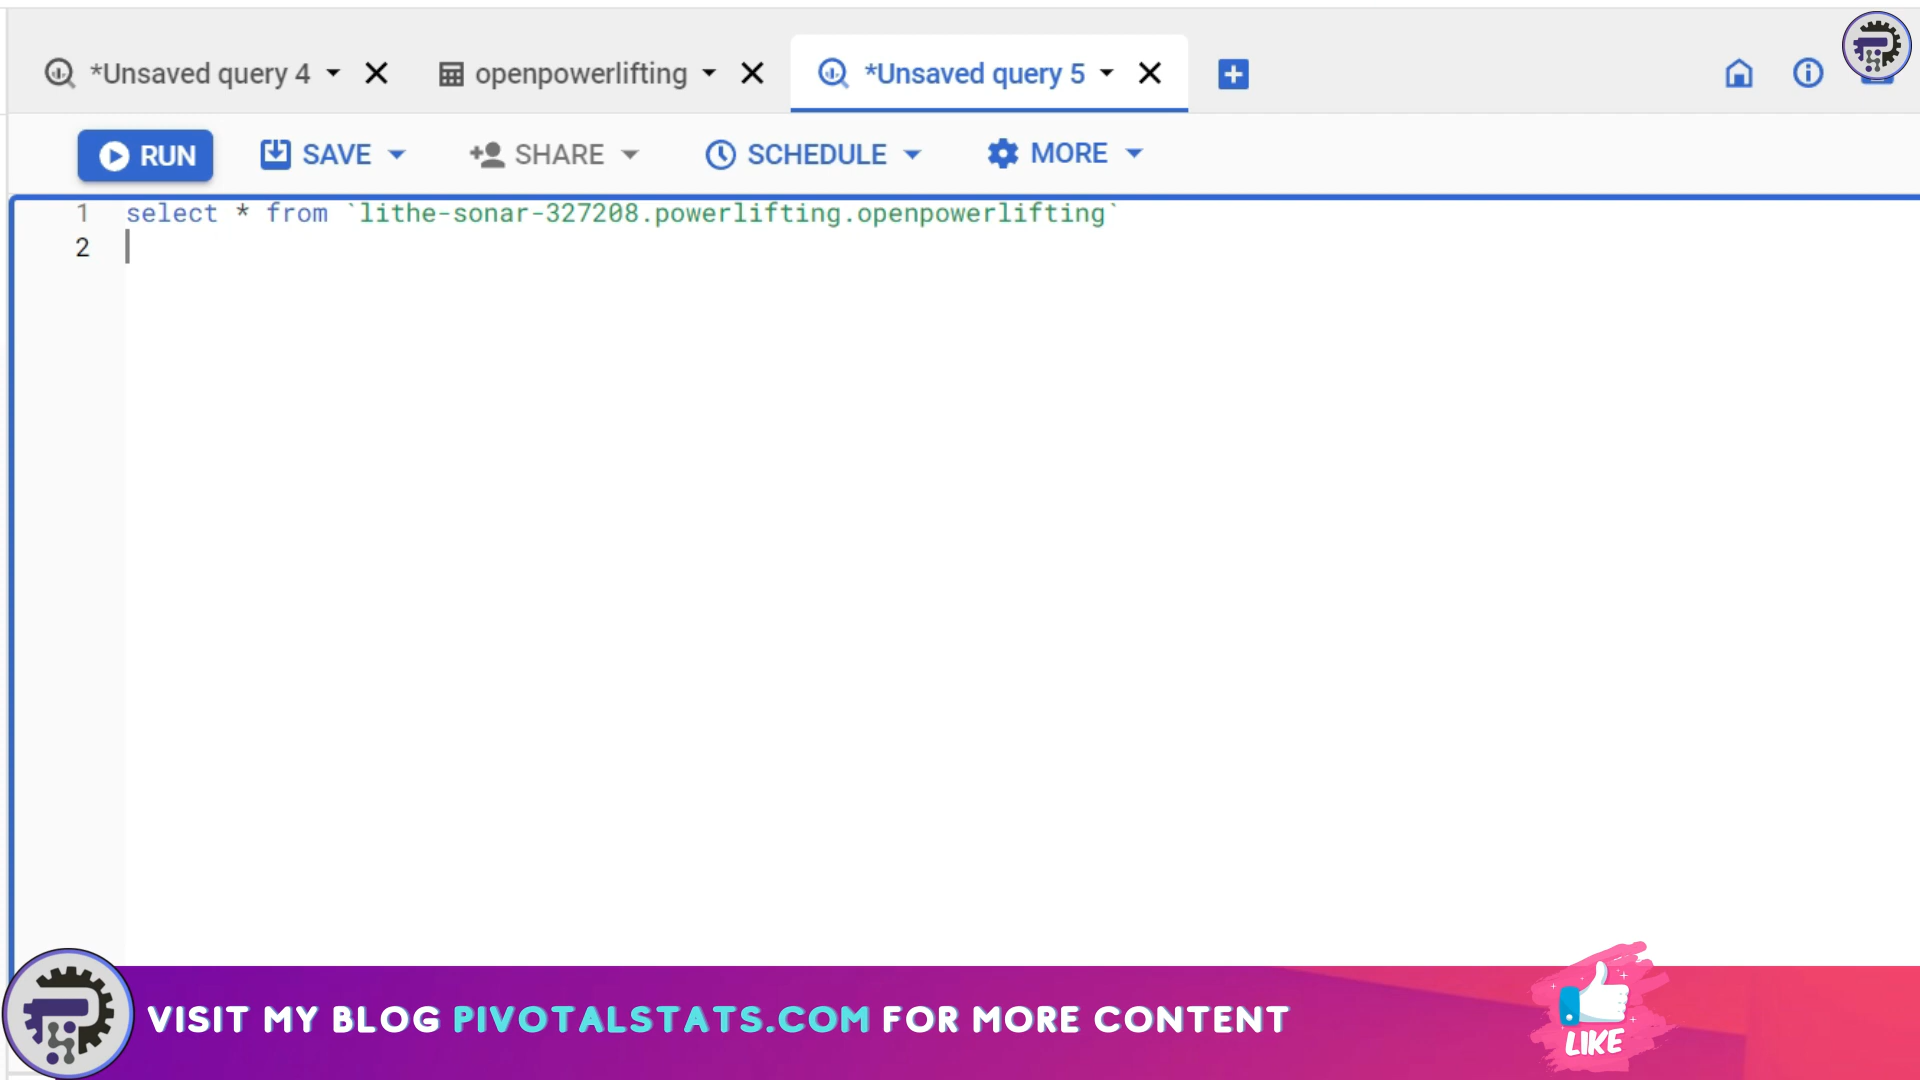 *Unsaved query 4
openpowerlifting
*Unsaved query 5
RUN
SAVE
SHARE
SCHEDULE
MORE
1 select * from `lithe-sonar-327208.powerlifting.openpowerlifting`
2
VISIT MY BLOG PIVOTALSTATS.COM FOR MORE CONTENT
LIKE